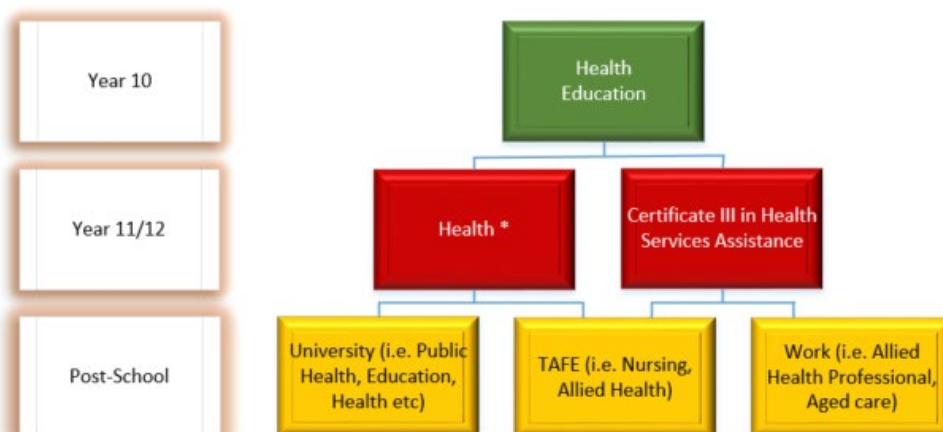 Year 10
Health
Education
Year 11/12
Health *
Certificate III in Health
Services Assistance
Post-School
University (i.e. Public
Health, Education,
Health etc)
TAFE (i.e. Nursing,
Allied Health)
Work (i.e. Allied
Health Professional,
Aged care)